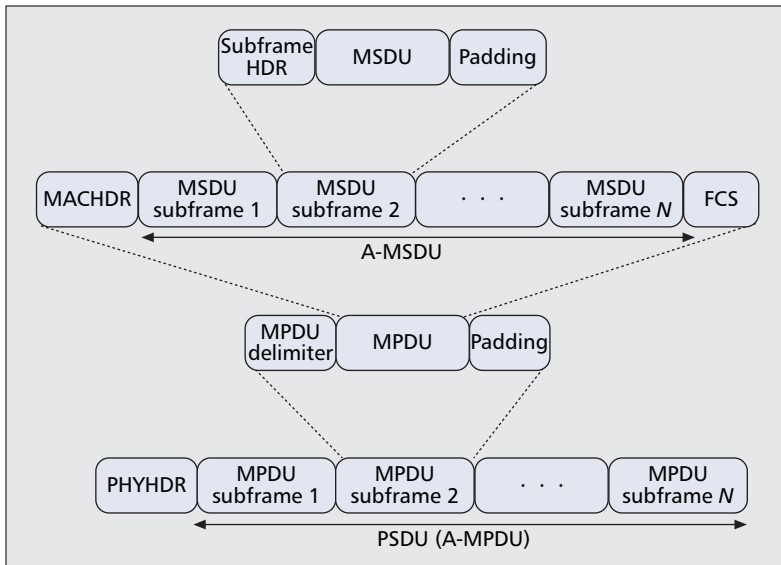 Subframe
HDR
MSDU
Padding
MACHDR
MSDU
subframe 1
MSDU
subframe 2
· · ·
MSDU
subframe N
FCS
A-MSDU
MPDU
delimiter
MPDU
Padding
PHYHDR
MPDU
subframe 1
MPDU
subframe 2
· · ·
MPDU
subframe N
PSDU (A-MPDU)